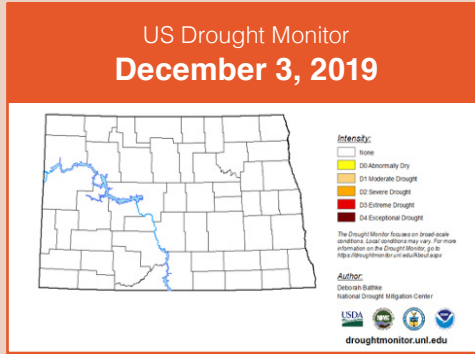 US Drought Monitor
December 3, 2019
Intensity:
None
D0 Abnormally Dry
D1 Moderate Drought
D2 Severe Drought
D3 Extreme Drought
D4 Exceptional Drought
The Drought Monitor focuses on broad-scale
conditions. Local conditions may vary. For more
information on the Drought Monitor, go to
https://droughtmonitor.unl.edu/About.aspx
Author:
Deborah Bathke
National Drought Mitigation Center
USDA
droughtmonitor.unl.edu